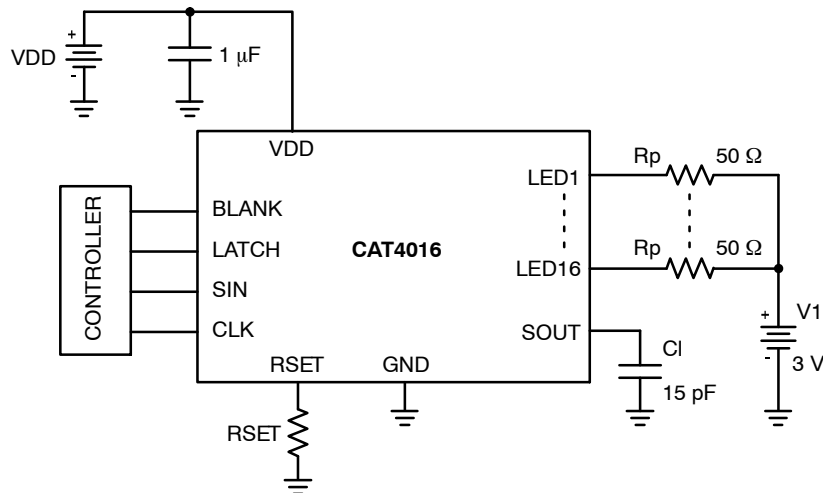 +
VDD
-
1 μF
VDD
CONTROLLER
BLANK
LATCH
SIN
CLK
CAT4016
LED1
LED16
SOUT
RSET
GND
Rp
50 Ω
Rp
50 Ω
+
V1
-
3 V
Cl
15 pF
RSET